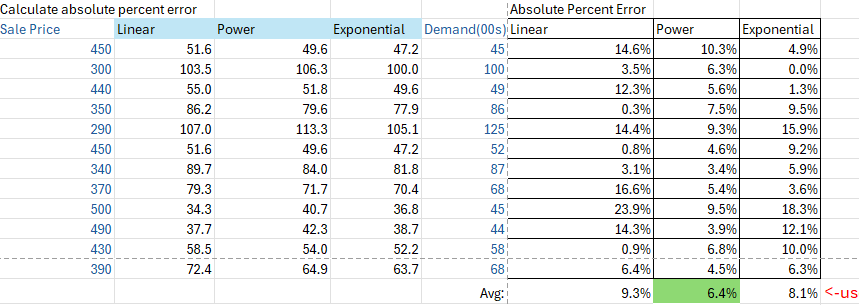 Calculate absolute percent error Absolute Percent Error
Sale Price Linear Power Exponential Demand(00s) Linear Power Exponential
450 51.6 49.6 47.2 45 14.6% 10.3% 4.9%
300 103.5 106.3 100.0 100 3.5% 6.3% 0.0%
440 55.0 51.8 49.6 49 12.3% 5.6% 1.3%
350 86.2 79.6 77.9 86 0.3% 7.5% 9.5%
290 107.0 113.3 105.1 125 14.4% 9.3% 15.9%
450 51.6 49.6 47.2 52 0.8% 4.6% 9.2%
340 89.7 84.0 81.8 87 3.1% 3.4% 5.9%
370 79.3 71.7 70.4 68 16.6% 5.4% 3.6%
500 34.3 40.7 36.8 45 23.9% 9.5% 18.3%
490 37.7 42.3 38.7 44 14.3% 3.9% 12.1%
430 58.5 54.0 52.2 58 0.9% 6.8% 10.0%
390 72.4 64.9 63.7 68 6.4% 4.5% 6.3%
Avg: 9.3% 6.4% 8.1% <-us